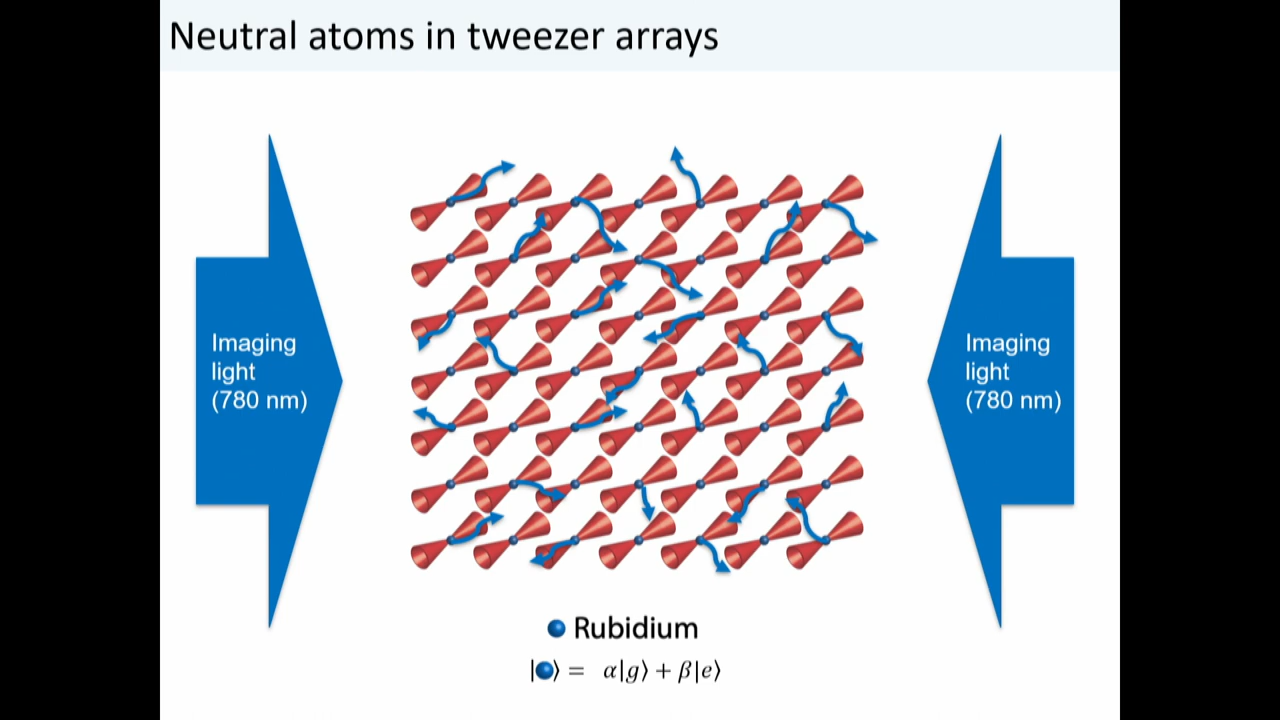 Neutral atoms in tweezer arrays
Imaging
light
(780 nm)
Imaging
light
(780 nm)
Rubidium
| ⟩ = α|g⟩ + β|e⟩